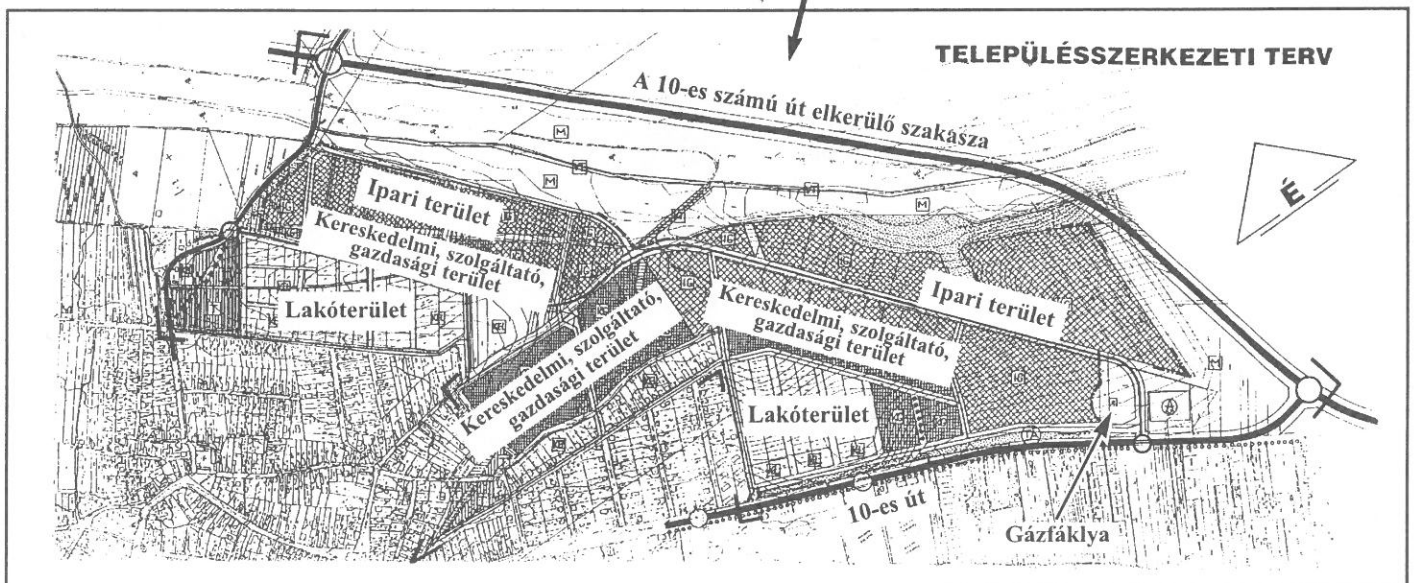 TELEPÜLÉSSZERKEZETI TERV
A 10-es számú út elkerülő szakasza
É
Ipari terület
Kereskedelmi, szolgáltató,
gazdasági terület
Lakóterület
Kereskedelmi, szolgáltató,
gazdasági terület
Kereskedelmi, szolgáltató,
gazdasági terület
Ipari terület
Lakóterület
10-es út
Gázfáklya
M
M
M